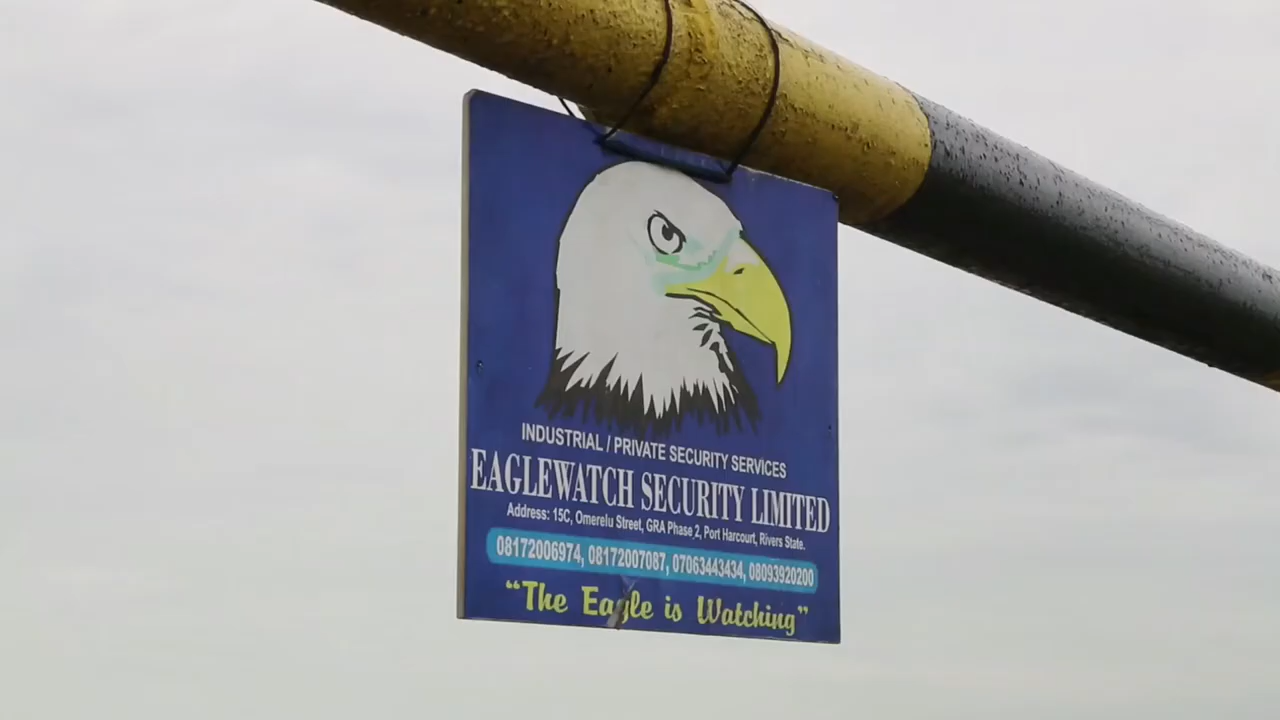 INDUSTRIAL / PRIVATE SECURITY SERVICES
EAGLEWATCH SECURITY LIMITED
Address: 15C, Omerelu Street, GRA Phase 2, Port Harcourt, Rivers State.
08172006974, 08172007087, 07063443434, 08093920200
"The Eagle is Watching"